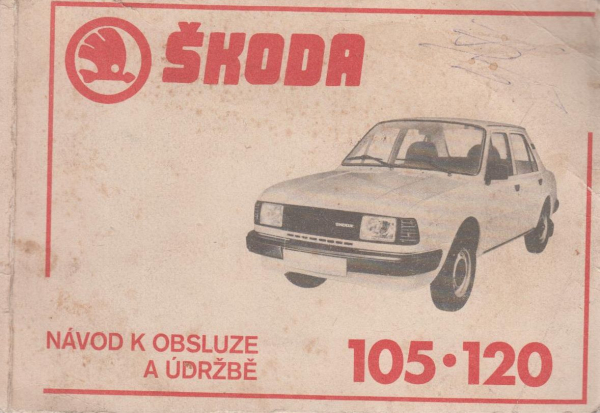 ŠKODA
NÁVOD K OBSLUZE
A ÚDRŽBĚ
105 • 120